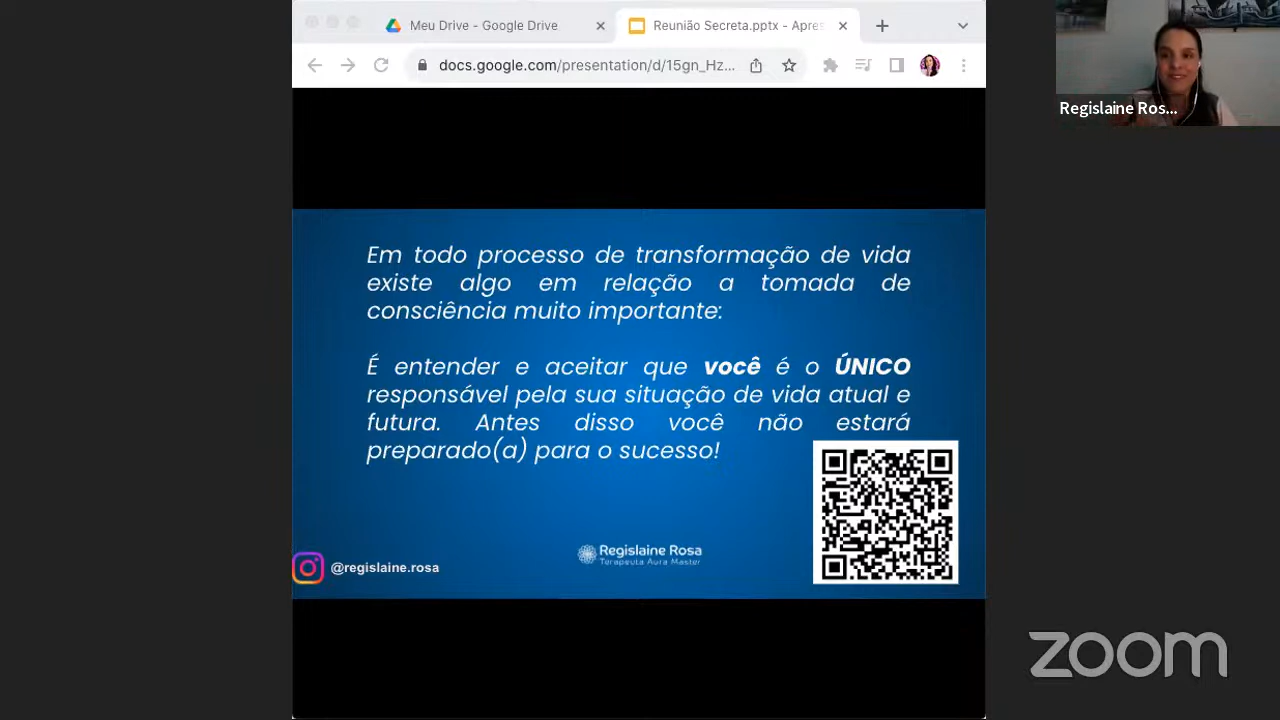 Meu Drive - Google Drive
Reunião Secreta.pptx - Apres
docs.google.com/presentation/d/15gn_Hz...
Regislaine Ros...
Em todo processo de transformação de vida
existe algo em relação a tomada de
consciência muito importante:
É entender e aceitar que você é o ÚNICO
responsável pela sua situação de vida atual e
futura. Antes disso você não estará
preparado(a) para o sucesso!
Regislaine Rosa
Terapeuta Aura Master
@regislaine.rosa
zoom